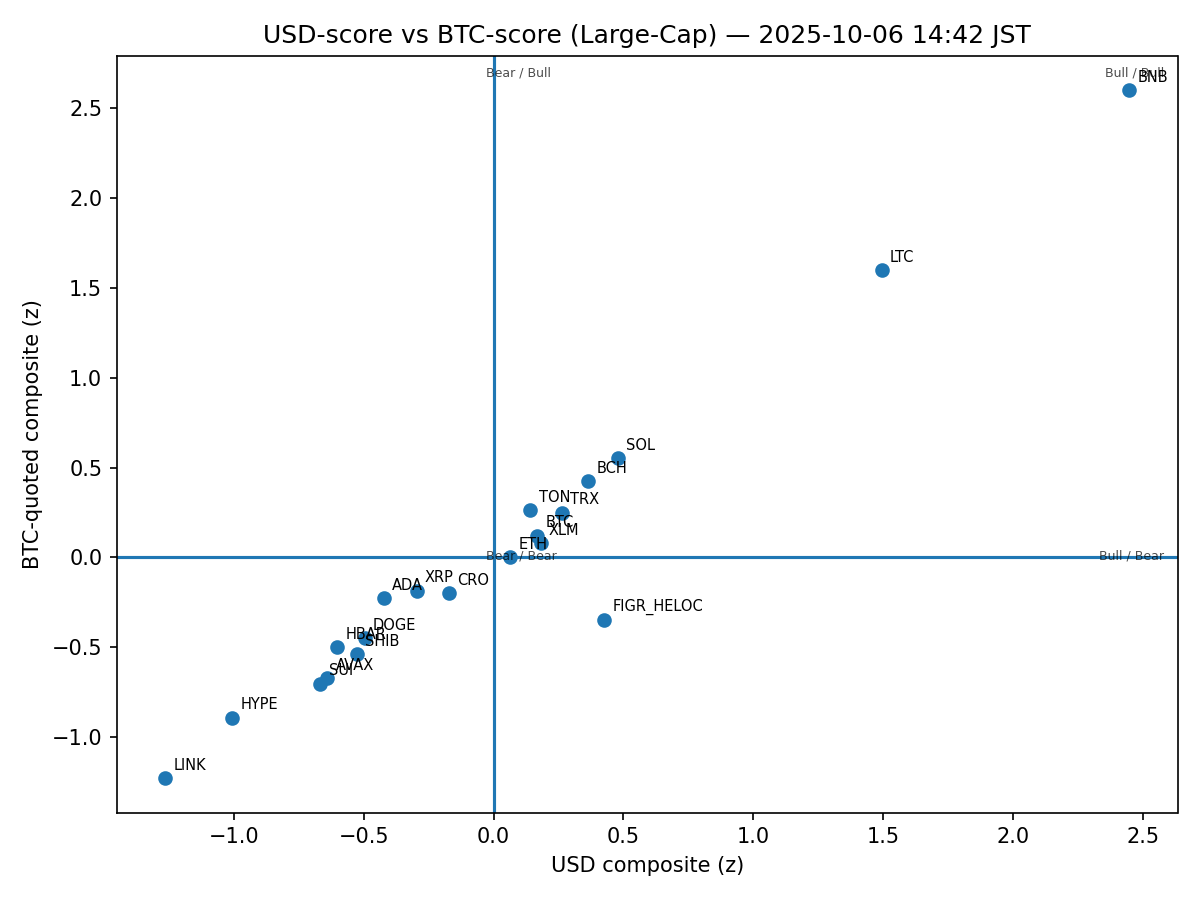 USD-score vs BTC-score (Large-Cap) — 2025-10-06 14:42 JST
Bear / Bull
Bull / Bull
BNB
LTC
SOL
BCH
TON
TRX
BTC
XLM
ETH
Bear / Bear
Bull / Bear
XRP
CRO
ADA
FIGR_HELOC
DOGE
HBAR
SHIB
AVAX
SUI
HYPE
LINK
2.5
2.0
1.5
1.0
0.5
0.0
−0.5
−1.0
BTC-quoted composite (z)
−1.0
−0.5
0.0
0.5
1.0
1.5
2.0
2.5
USD composite (z)